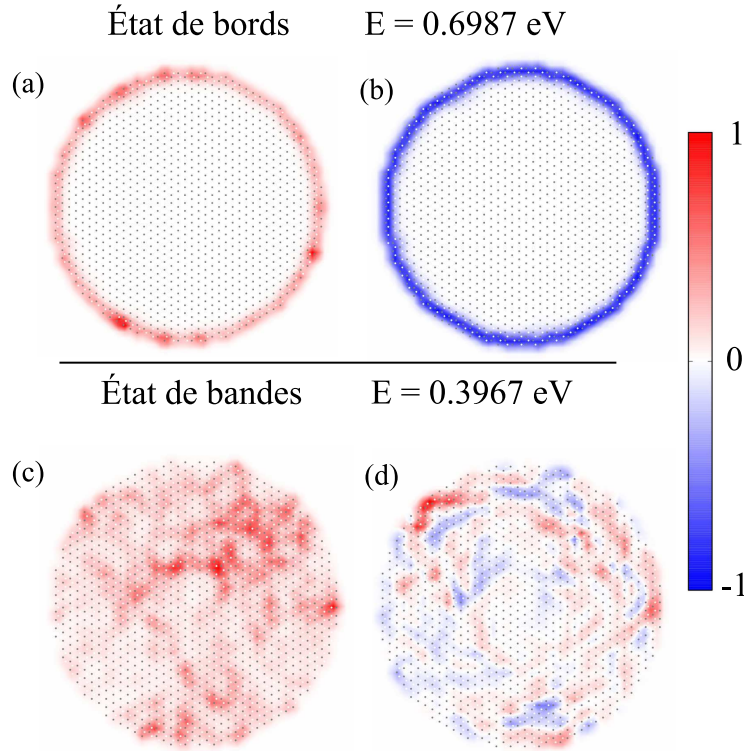 État de bords E = 0.6987 eV
(a) (b)
1
0
État de bandes E = 0.3967 eV
(c) (d)
-1